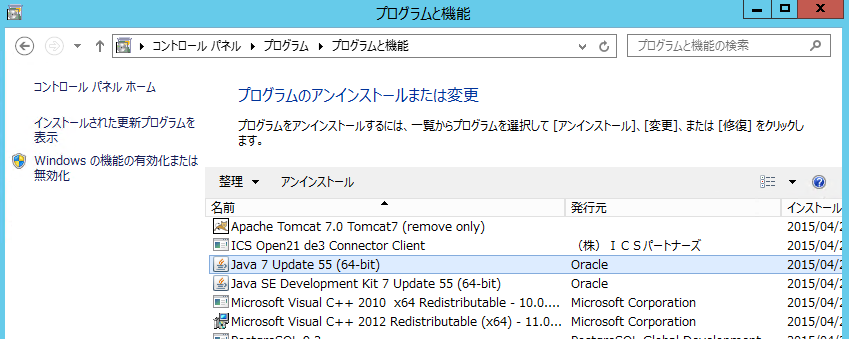 プログラムと機能
コントロール パネル ▶ プログラム ▶ プログラムと機能
プログラムと機能の検索
コントロール パネル ホーム
インストールされた更新プログラムを
表示
Windows の機能の有効化または
無効化
プログラムのアンインストールまたは変更
プログラムをアンインストールするには、一覧からプログラムを選択して [アンインストール]、[変更]、または [修復] をクリックし
ます。
整理 ▼ アンインストール
名前 発行元 インストール
Apache Tomcat 7.0 Tomcat7 (remove only) 2015/04/2
ICS Open21 de3 Connector Client （株）ＩＣＳパートナーズ 2015/04/2
Java 7 Update 55 (64-bit) Oracle 2015/04/2
Java SE Development Kit 7 Update 55 (64-bit) Oracle 2015/04/2
Microsoft Visual C++ 2010 x64 Redistributable - 10.0.... Microsoft Corporation 2015/04/2
Microsoft Visual C++ 2012 Redistributable (x64) - 11.0... Microsoft Corporation 2015/04/2